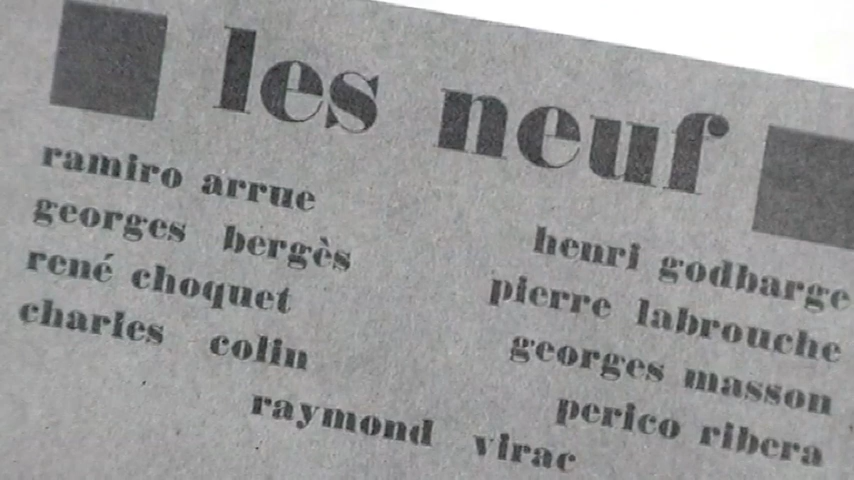 les neuf
ramiro arrue
georges bergès
rené choquet
charles colin
henri godbarge
pierre labrouche
georges masson
perico ribera
raymond virac